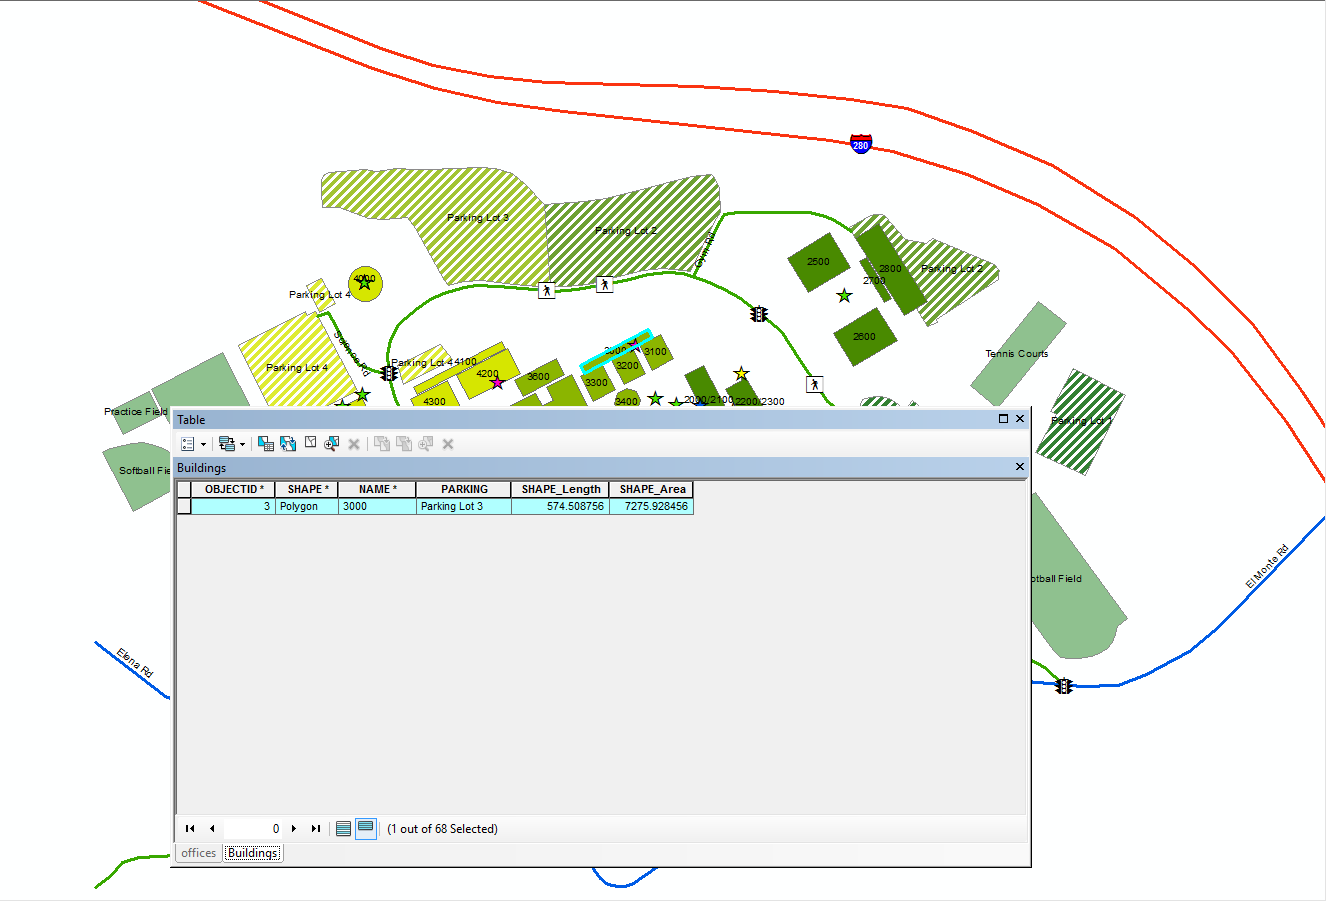 280
Parking Lot 3
Parking Lot 2
Gym Rd
2500
2800
Parking Lot 2
2700
4000
Parking Lot 4
2600
Science Rd
3000
3100
Tennis Courts
Parking Lot 4
4100
3200
Parking Lot 4
4200
3600
3300
4300
3400
2000/2100
2200/2300
Practice Field
Parking Lot 1
Softball Fie
Table
Buildings
OBJECTID * SHAPE * NAME * PARKING SHAPE_Length SHAPE_Area
3 Polygon 3000 Parking Lot 3 574.508756 7275.928456
otball Field
El Monte Rd
Elena Rd
0 (1 out of 68 Selected)
offices Buildings